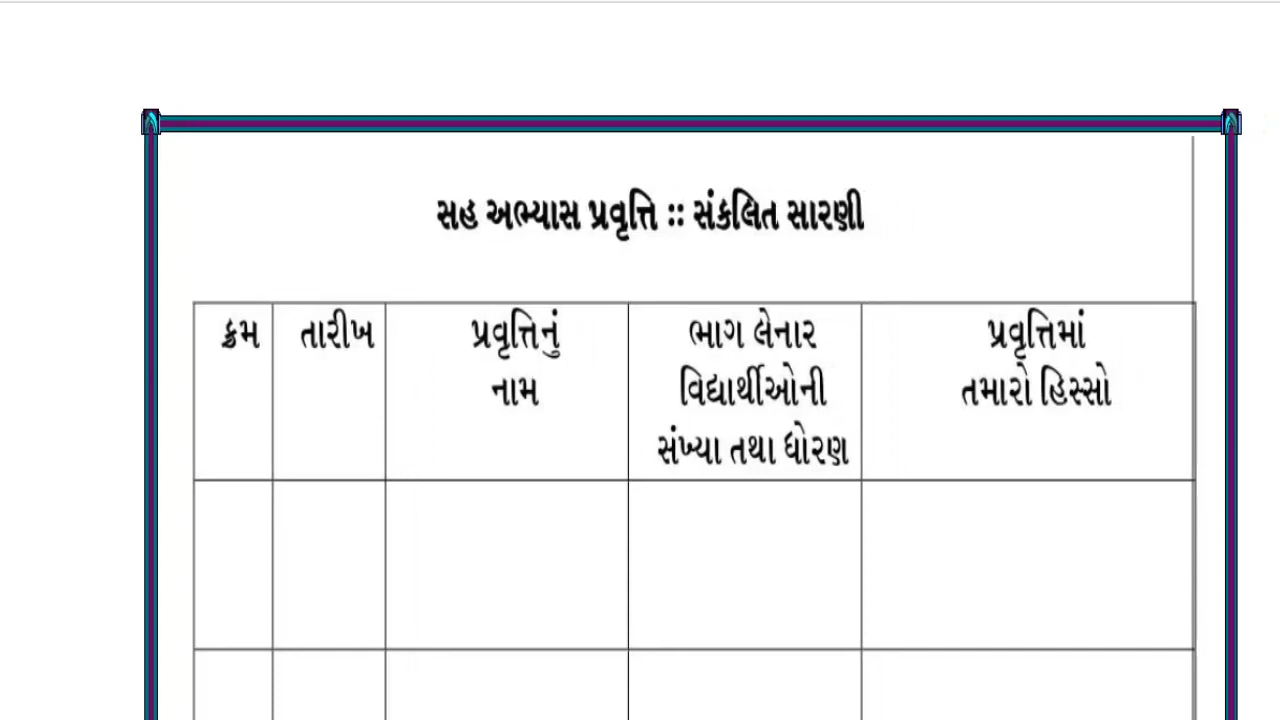 સહ અભ્યાસ પ્રવૃત્તિ :: સંકલિત સારણી
ક્રમ
તારીખ
પ્રવૃત્તિનું
નામ
ભાગ લેનાર
વિદ્યાર્થીઓની
સંખ્યા તથા ધોરણ
પ્રવૃત્તિમાં
તમારો હિસ્સો